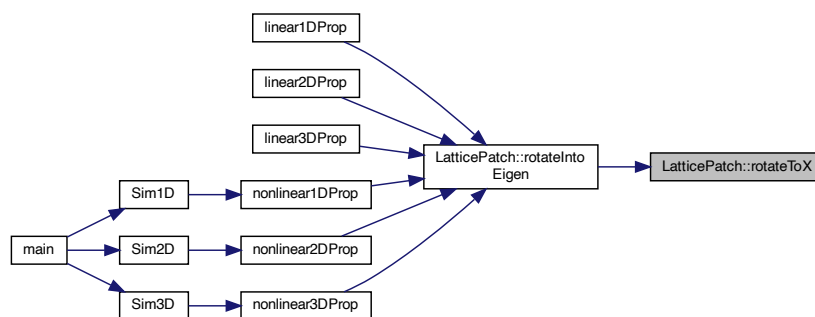 linear1DProp
linear2DProp
linear3DProp
LatticePatch::rotateInto
Eigen
LatticePatch::rotateToX
Sim1D
nonlinear1DProp
main
Sim2D
nonlinear2DProp
Sim3D
nonlinear3DProp